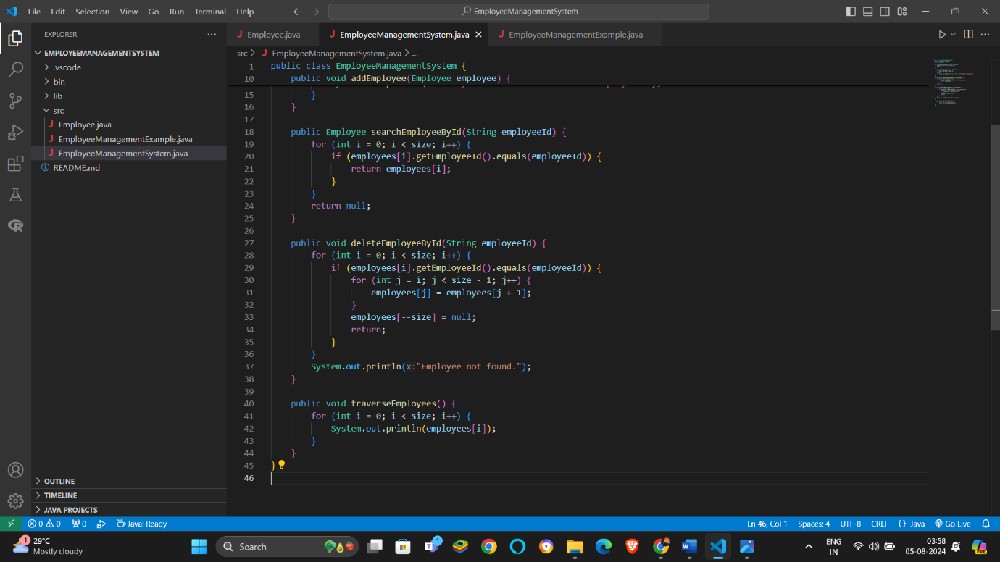 File Edit Selection View Go Run Terminal Help
EmployeeManagementSystem
EXPLORER
Employee.java
EmployeeManagementSystem.java
EmployeeManagementExample.java
EMPLOYEEMANAGEMENTSYSTEM
.vscode
bin
lib
src
Employee.java
EmployeeManagementExample.java
EmployeeManagementSystem.java
README.md
OUTLINE
TIMELINE
JAVA PROJECTS
src > EmployeeManagementSystem.java > ...
1 public class EmployeeManagementSystem {
10 public void addEmployee(Employee employee) {
15 }
16 }
17
18 public Employee searchEmployeeById(String employeeId) {
19 for (int i = 0; i < size; i++) {
20 if (employees[i].getEmployeeId().equals(employeeId)) {
21 return employees[i];
22 }
23 }
24 return null;
25 }
26
27 public void deleteEmployeeById(String employeeId) {
28 for (int i = 0; i < size; i++) {
29 if (employees[i].getEmployeeId().equals(employeeId)) {
30 for (int j = i; j < size - 1; j++) {
31 employees[j] = employees[j + 1];
32 }
33 employees[--size] = null;
34 return;
35 }
36 }
37 System.out.println(x:"Employee not found.");
38 }
39
40 public void traverseEmployees() {
41 for (int i = 0; i < size; i++) {
42 System.out.println(employees[i]);
43 }
44 }
45 }
46
0 0 0 Java: Ready
Ln 46, Col 1 Spaces: 4 UTF-8 CRLF {} Java Go Live
1 29°C
Mostly cloudy
Search
1
ENG
IN
03:58
05-08-2024
PRE